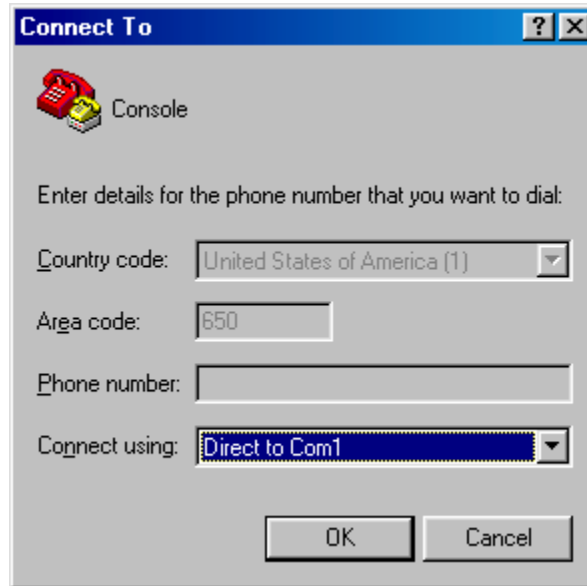 Connect To
Console
Enter details for the phone number that you want to dial:
Country code: United States of America (1)
Area code: 650
Phone number:
Connect using: Direct to Com1
OK Cancel